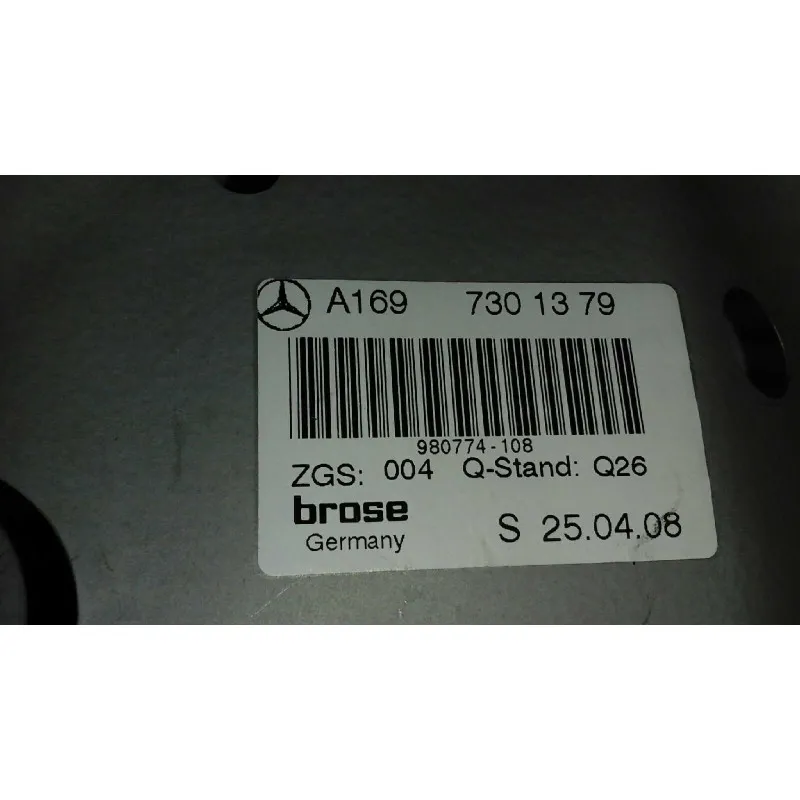 A169 730 13 79
980774-108
ZGS: 004 Q-Stand: Q26
brose
Germany S 25.04.08